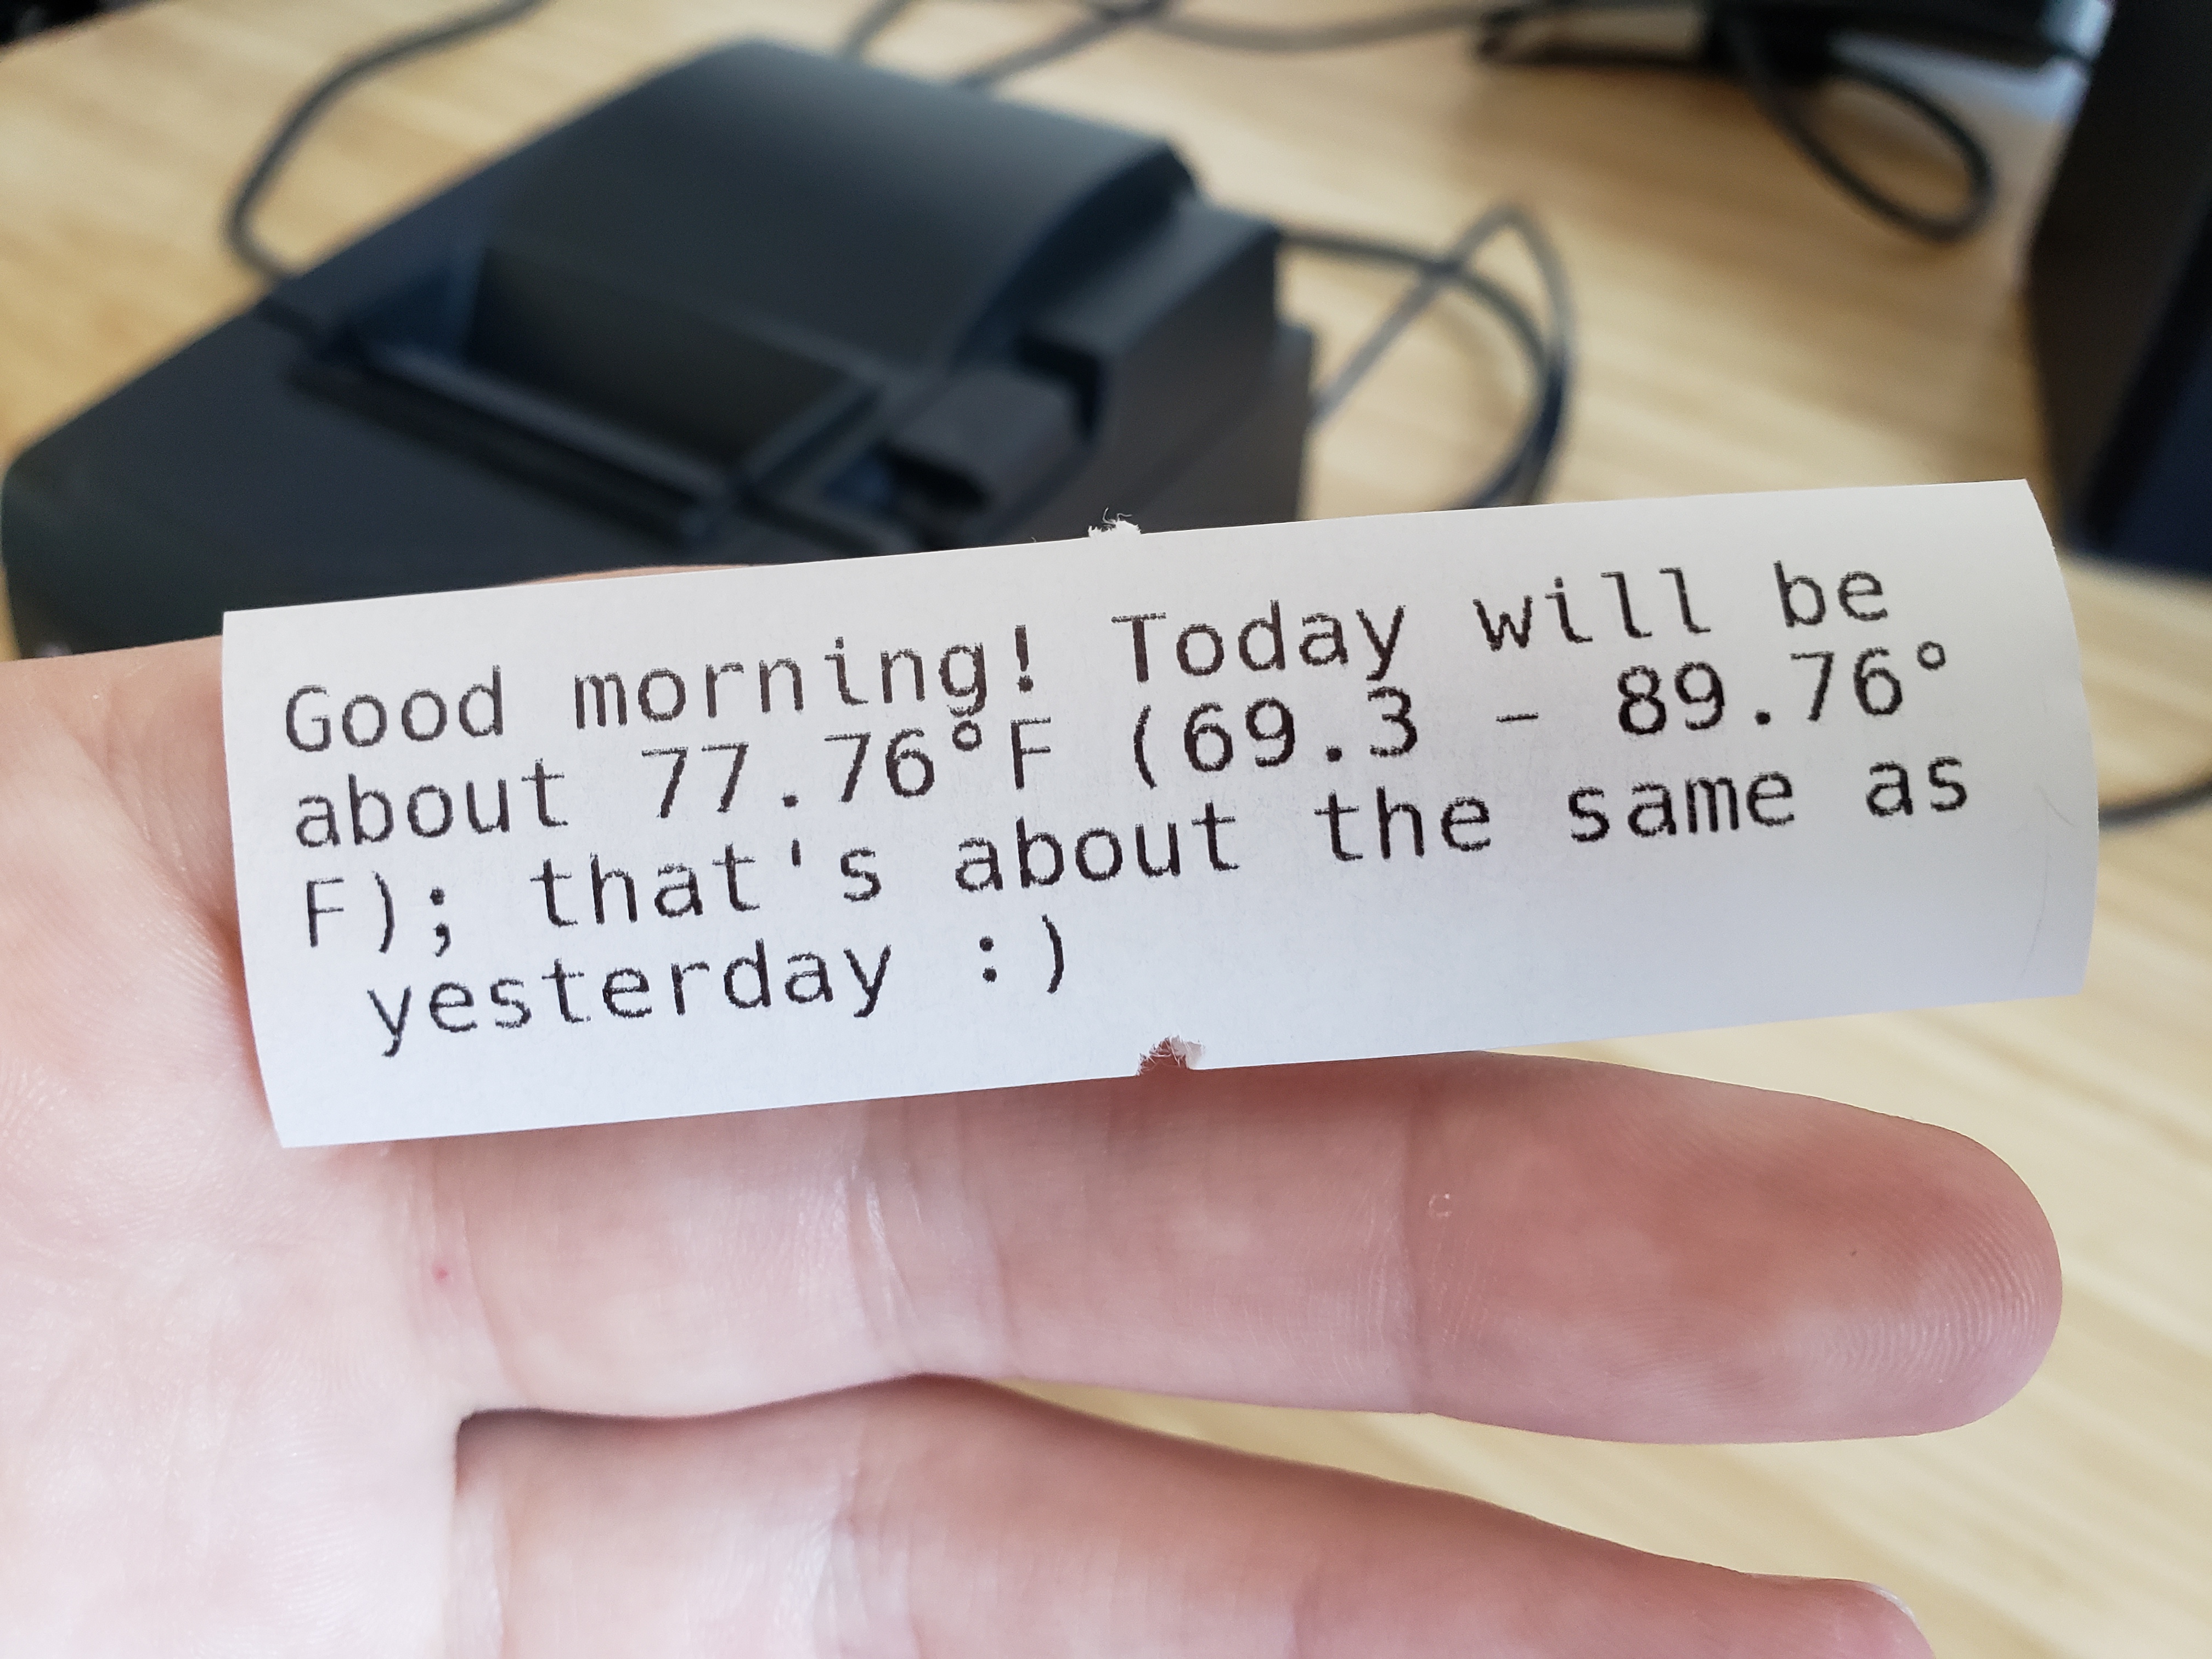 Good morning! Today will be
about 77.76°F (69.3 - 89.76°
F); that's about the same as
yesterday :)